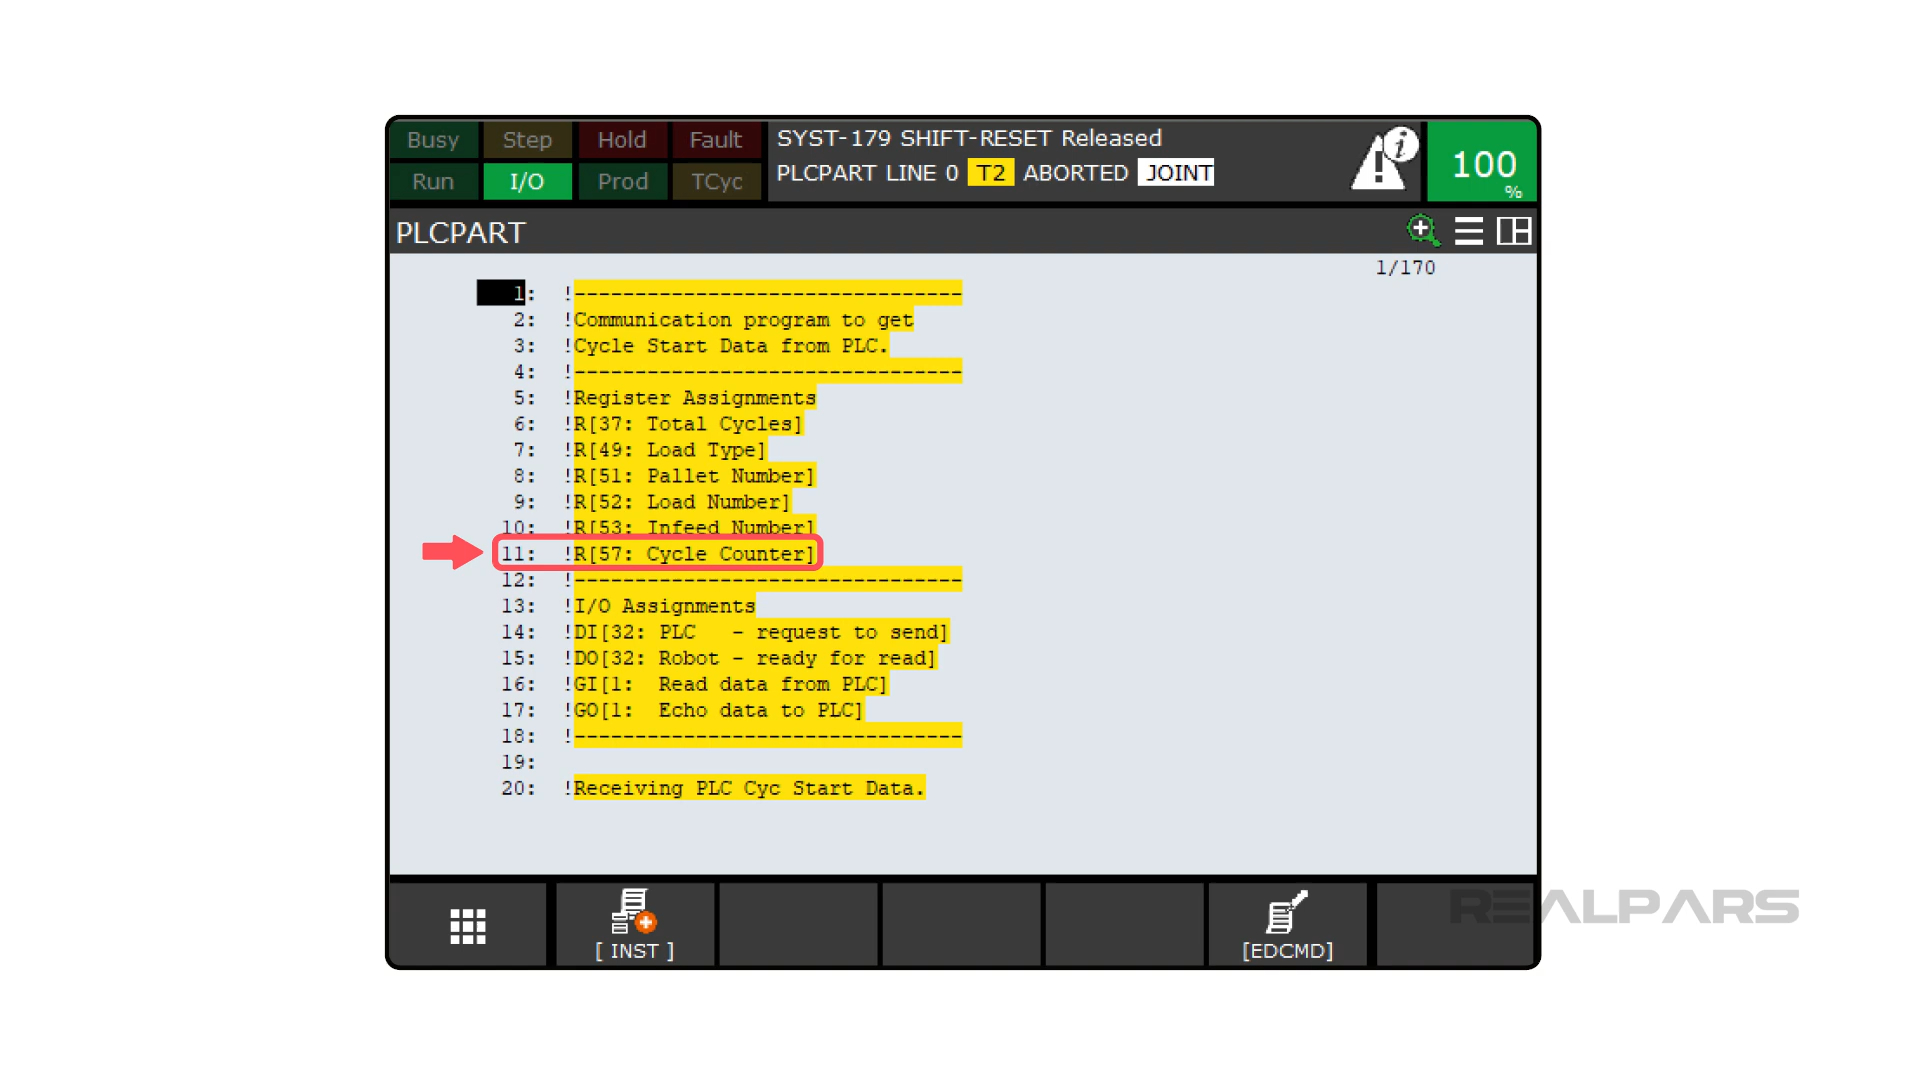 Busy Step Hold Fault
Run I/O Prod TCyc
SYST-179 SHIFT-RESET Released
PLCPART LINE 0 T2 ABORTED JOINT
100 %
PLCPART
1/170
1: !--------------------------------
2: !Communication program to get
3: !Cycle Start Data from PLC.
4: !--------------------------------
5: !Register Assignments
6: !R[37: Total Cycles]
7: !R[49: Load Type]
8: !R[51: Pallet Number]
9: !R[52: Load Number]
10: !R[53: Infeed Number]
11: !R[57: Cycle Counter]
12: !--------------------------------
13: !I/O Assignments
14: !DI[32: PLC   - request to send]
15: !DO[32: Robot - ready for read]
16: !GI[1:  Read data from PLC]
17: !GO[1:  Echo data to PLC]
18: !--------------------------------
19:
20: !Receiving PLC Cyc Start Data.
[ INST ]
[EDCMD]
REALPARS